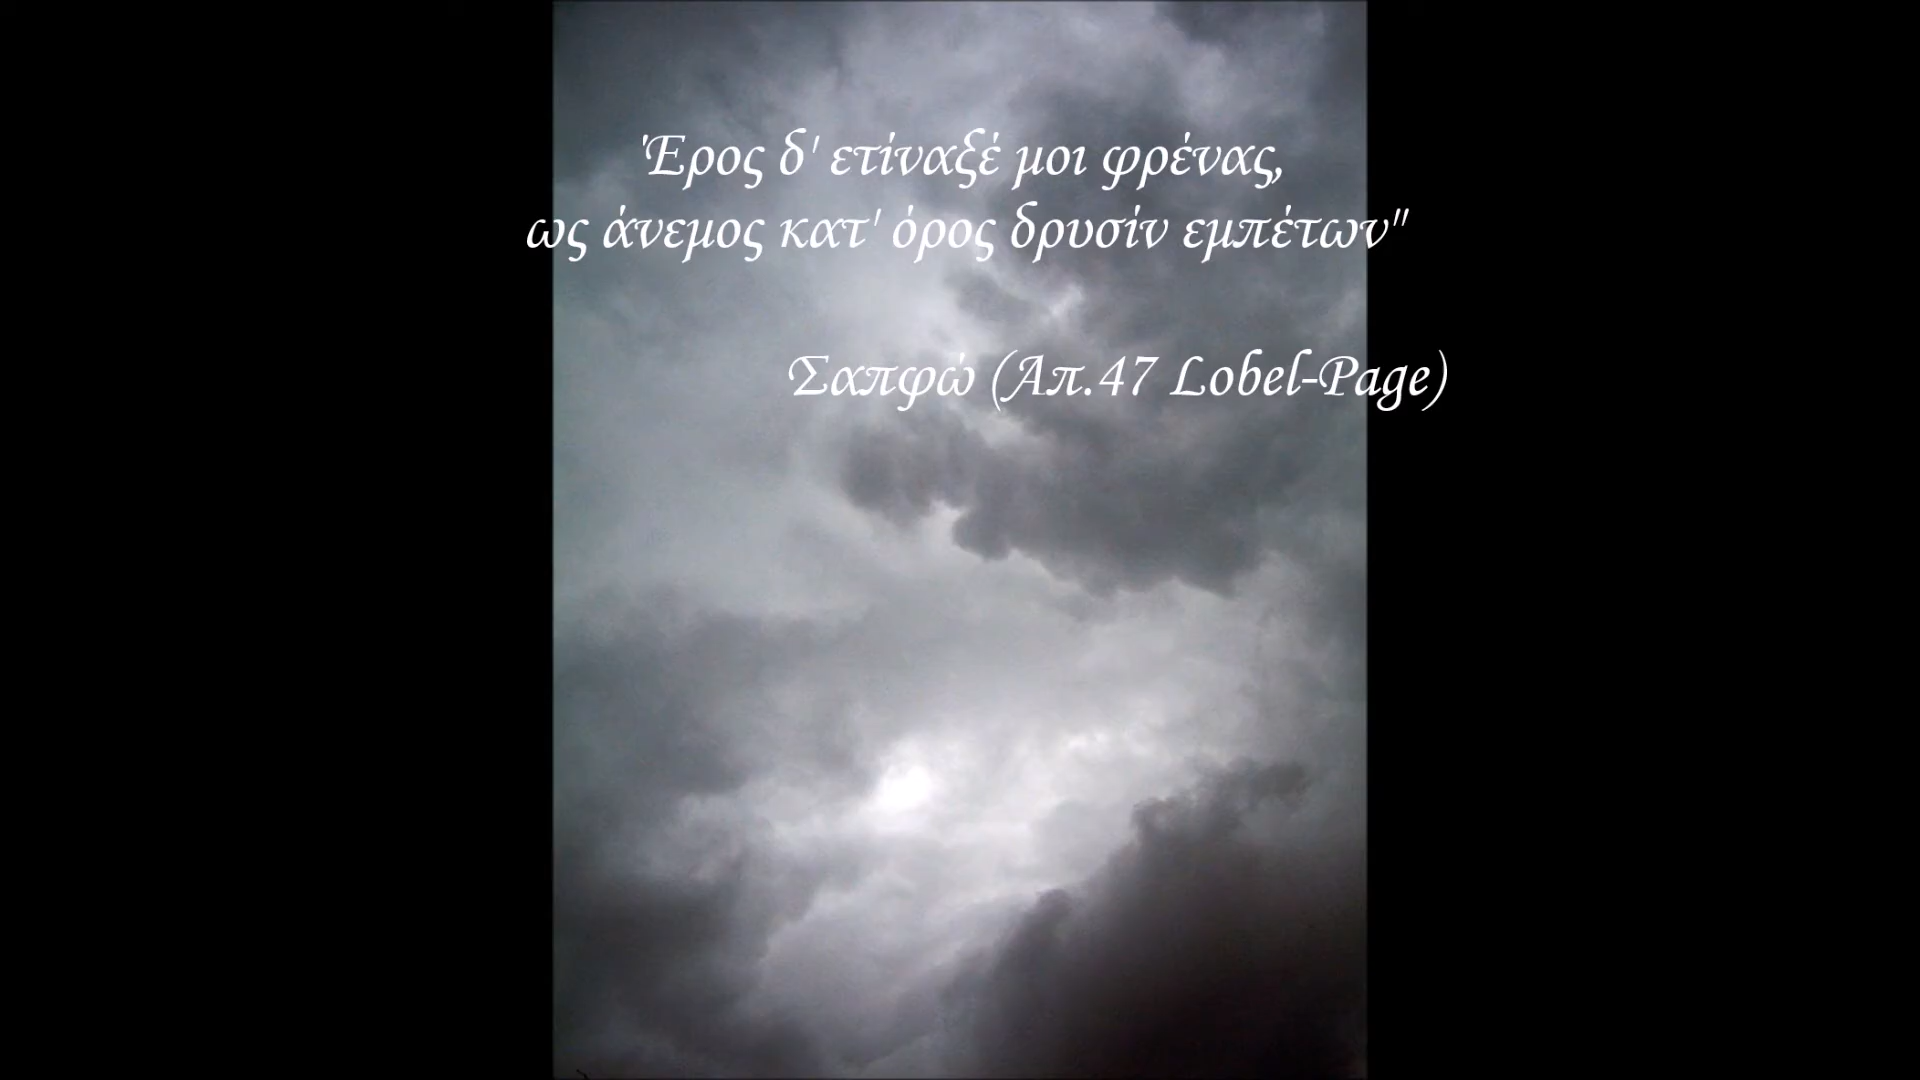 Έρος δ' ετίναξέ μοι φρένας,
ως άνεμος κατ' όρος δρυσίν εμπέτων"
Σαπφώ (Απ.47 Lobel-Page)